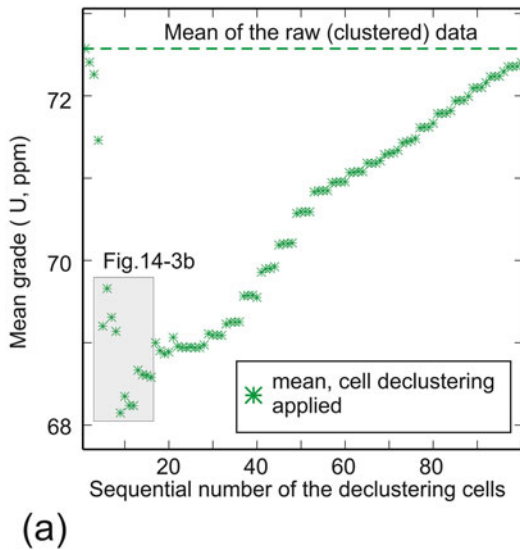 Mean of the raw (clustered) data
72
70
68
Mean grade ( U, ppm)
Fig.14-3b
mean, cell declustering
applied
20 40 60 80
Sequential number of the declustering cells
(a)